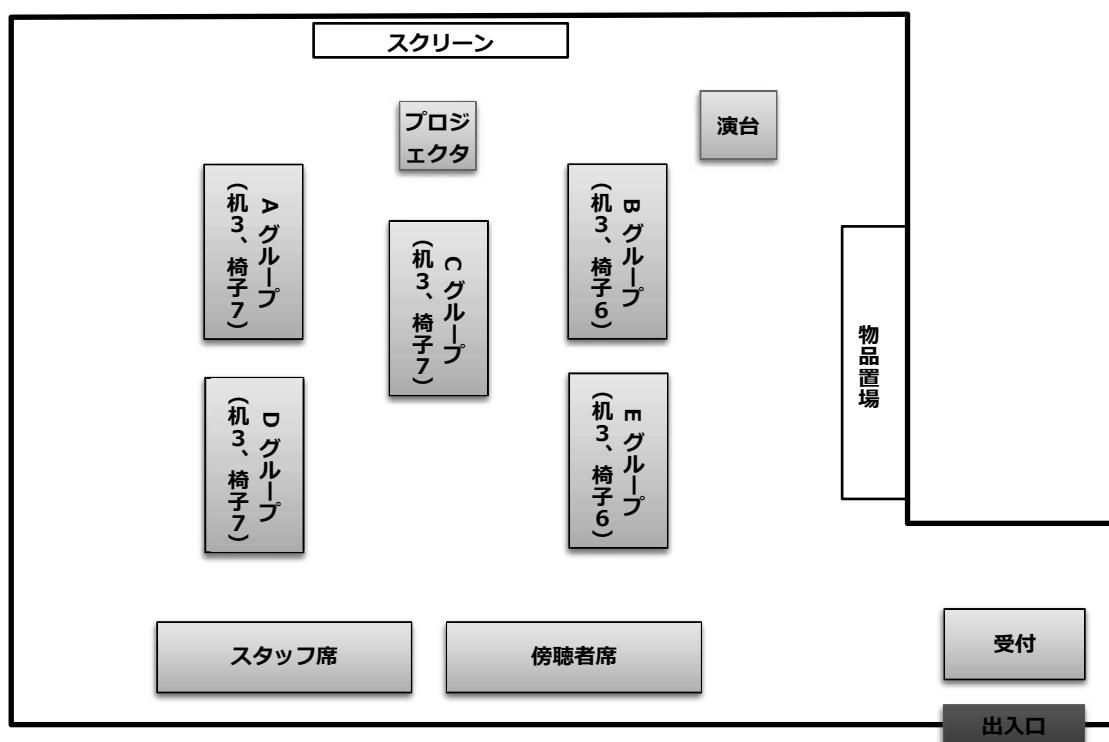 スクリーン
プロジ
ェクタ
演台
Aグループ
(机3、椅子7)
Bグループ
(机3、椅子6)
Cグループ
(机3、椅子7)
物品置場
Dグループ
(机3、椅子7)
Eグループ
(机3、椅子6)
スタッフ席
傍聴者席
受付
出入口